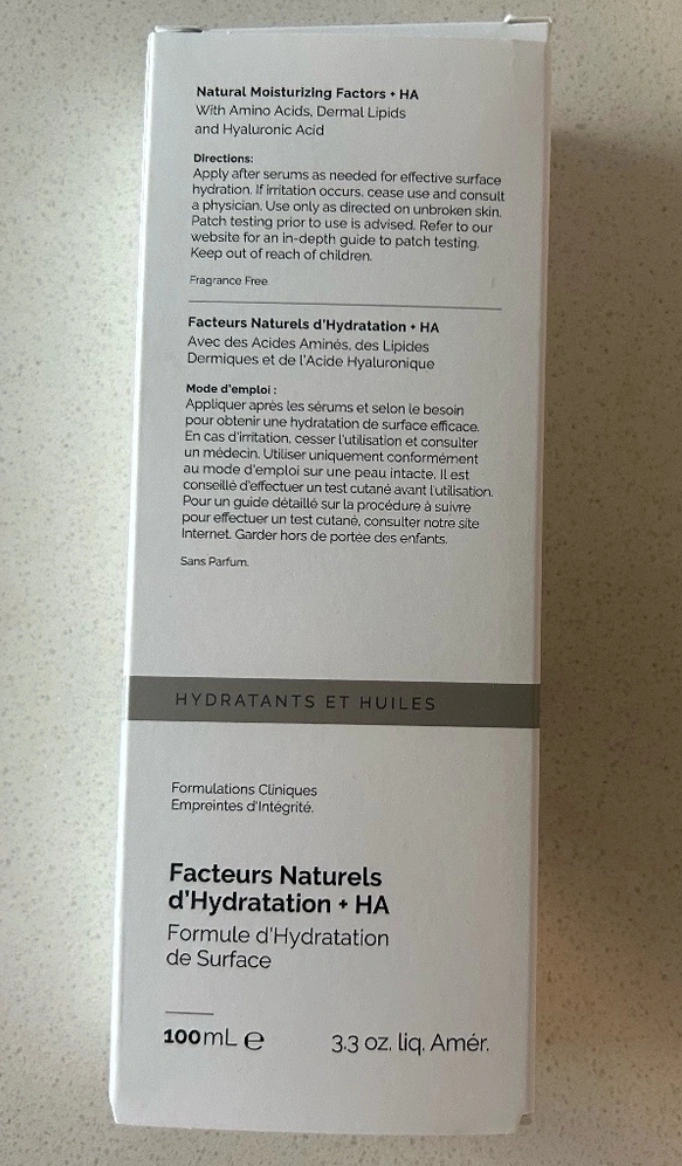 Natural Moisturizing Factors + HA
With Amino Acids, Dermal Lipids
and Hyaluronic Acid
Directions:
Apply after serums as needed for effective surface
hydration. If irritation occurs, cease use and consult
a physician. Use only as directed on unbroken skin.
Patch testing prior to use is advised. Refer to our
website for an in-depth guide to patch testing.
Keep out of reach of children.
Fragrance Free
Facteurs Naturels d'Hydratation + HA
Avec des Acides Aminés, des Lipides
Dermiques et de l'Acide Hyaluronique
Mode d'emploi :
Appliquer après les sérums et selon le besoin
pour obtenir une hydratation de surface efficace.
En cas d'irritation, cesser l'utilisation et consulter
un médecin. Utiliser uniquement conformément
au mode d'emploi sur une peau intacte. Il est
conseillé d'effectuer un test cutané avant l'utilisation.
Pour un guide détaillé sur la procédure à suivre
pour effectuer un test cutané, consulter notre site
Internet. Garder hors de portée des enfants.
Sans Parfum.
HYDRATANTS ET HUILES
Formulations Cliniques
Empreintes d'Intégrité.
Facteurs Naturels
d'Hydratation + HA
Formule d'Hydratation
de Surface
100mL ℮ 3.3 oz. liq. Amér.